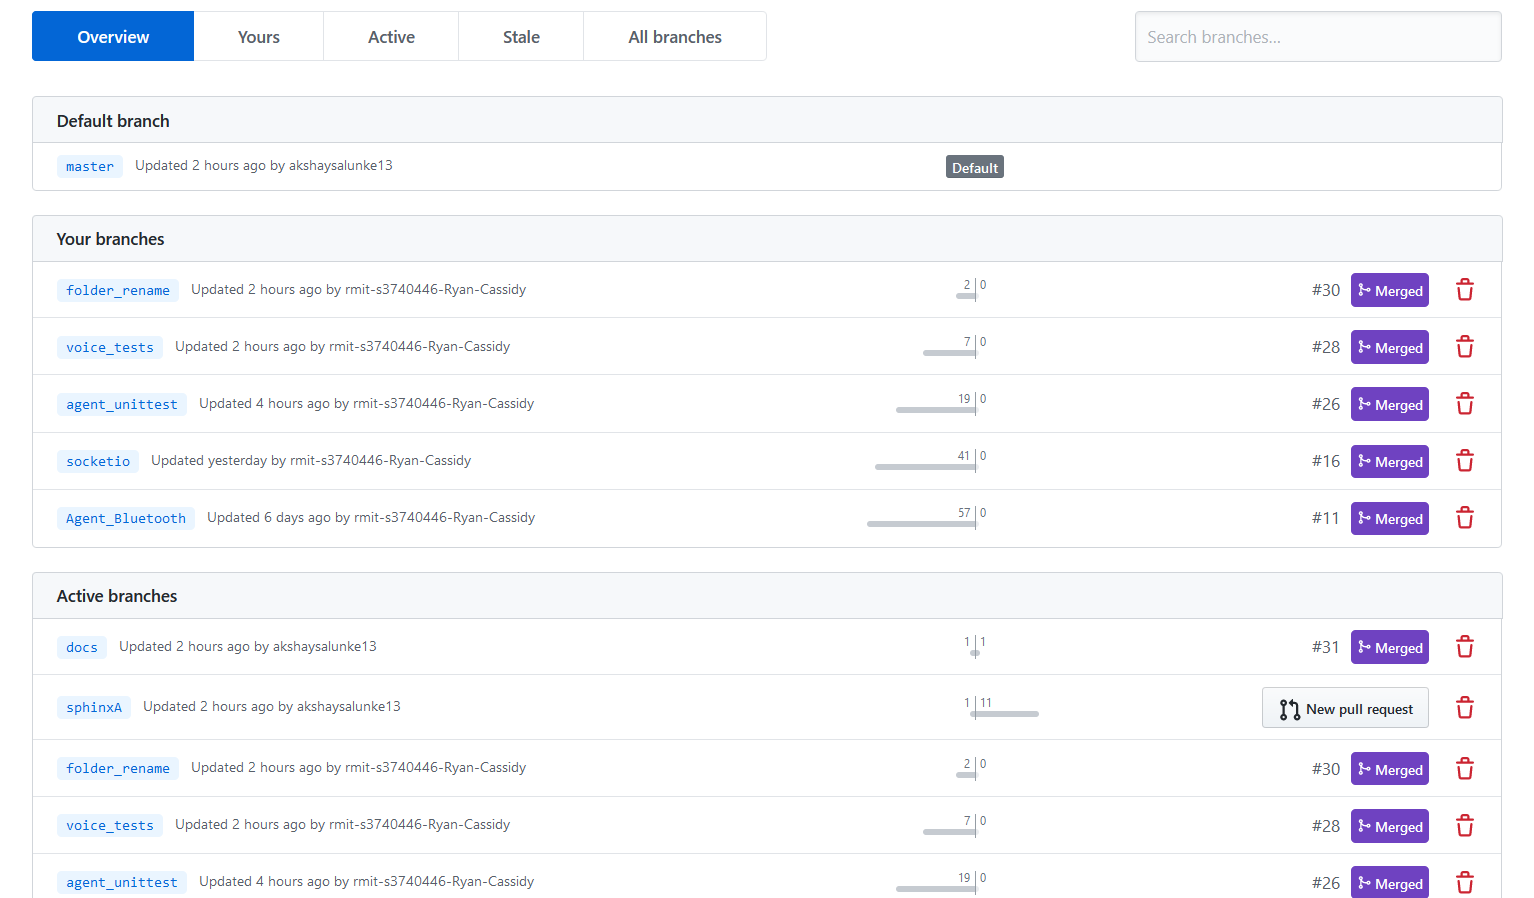 Overview Yours Active Stale All branches Search branches...
Default branch
master Updated 2 hours ago by akshaysalunke13 Default
Your branches
folder_rename Updated 2 hours ago by rmit-s3740446-Ryan-Cassidy 2 0 #30 Merged
voice_tests Updated 2 hours ago by rmit-s3740446-Ryan-Cassidy 7 0 #28 Merged
agent_unittest Updated 4 hours ago by rmit-s3740446-Ryan-Cassidy 19 0 #26 Merged
socketio Updated yesterday by rmit-s3740446-Ryan-Cassidy 41 0 #16 Merged
Agent_Bluetooth Updated 6 days ago by rmit-s3740446-Ryan-Cassidy 57 0 #11 Merged
Active branches
docs Updated 2 hours ago by akshaysalunke13 1 1 #31 Merged
sphinxA Updated 2 hours ago by akshaysalunke13 1 11 New pull request
folder_rename Updated 2 hours ago by rmit-s3740446-Ryan-Cassidy 2 0 #30 Merged
voice_tests Updated 2 hours ago by rmit-s3740446-Ryan-Cassidy 7 0 #28 Merged
agent_unittest Updated 4 hours ago by rmit-s3740446-Ryan-Cassidy 19 0 #26 Merged